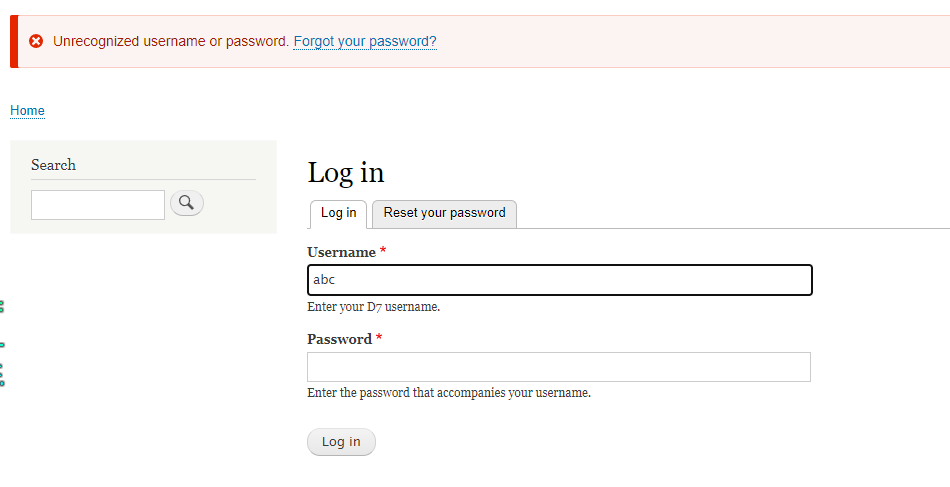 Unrecognized username or password. Forgot your password?
Home
Search
Log in
Log in
Reset your password
Username *
abc
Enter your D7 username.
Password *
Enter the password that accompanies your username.
Log in